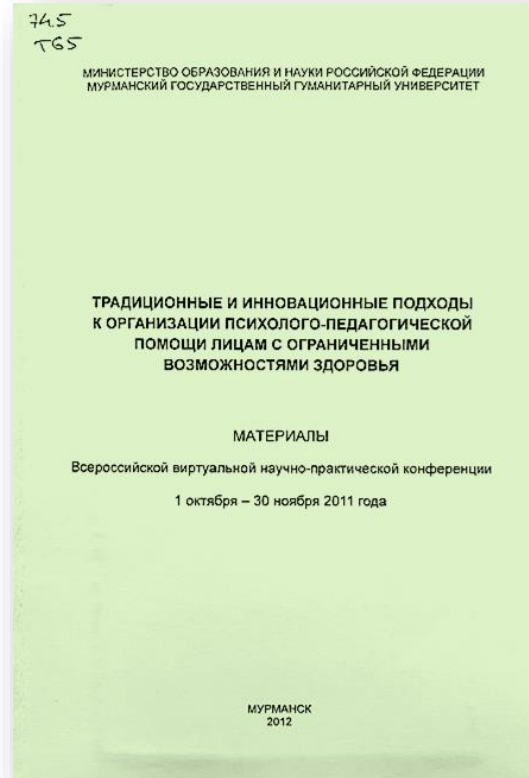 74.5
Т65
МИНИСТЕРСТВО ОБРАЗОВАНИЯ И НАУКИ РОССИЙСКОЙ ФЕДЕРАЦИИ
МУРМАНСКИЙ ГОСУДАРСТВЕННЫЙ ГУМАНИТАРНЫЙ УНИВЕРСИТЕТ
ТРАДИЦИОННЫЕ И ИННОВАЦИОННЫЕ ПОДХОДЫ
К ОРГАНИЗАЦИИ ПСИХОЛОГО-ПЕДАГОГИЧЕСКОЙ
ПОМОЩИ ЛИЦАМ С ОГРАНИЧЕННЫМИ
ВОЗМОЖНОСТЯМИ ЗДОРОВЬЯ
МАТЕРИАЛЫ
Всероссийской виртуальной научно-практической конференции
1 октября – 30 ноября 2011 года
МУРМАНСК
2012